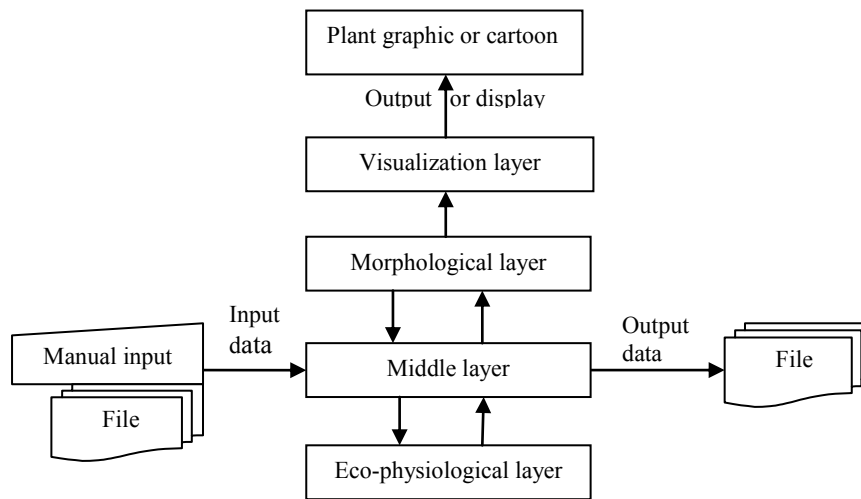 Plant graphic or cartoon
Output or display
Visualization layer
Morphological layer
Input
data
Output
data
Manual input
Middle layer
File
File
Eco-physiological layer